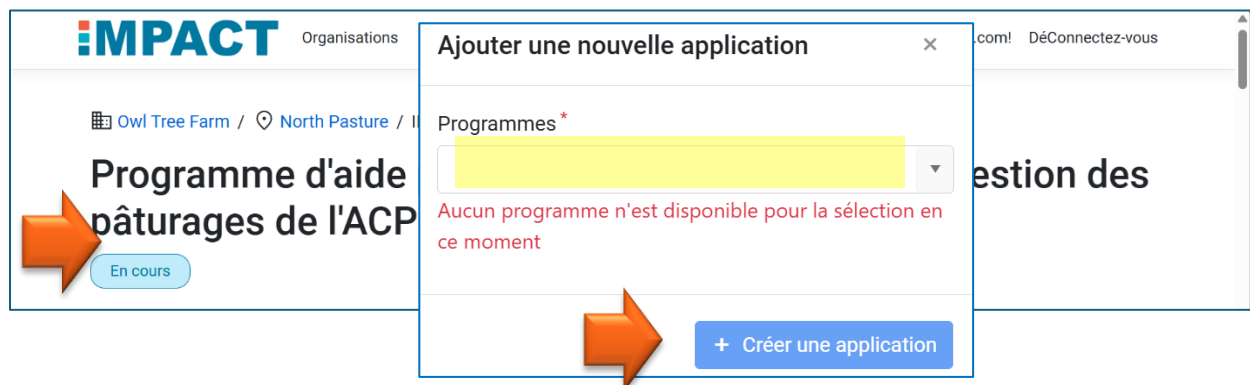 IMPACT Organisations
.com! DéConnectez-vous
Owl Tree Farm / North Pasture /
Programme d'aide
estion des
pâturages de l'ACP
En cours
Ajouter une nouvelle application ×
Programmes *
Aucun programme n'est disponible pour la sélection en
ce moment
+ Créer une application